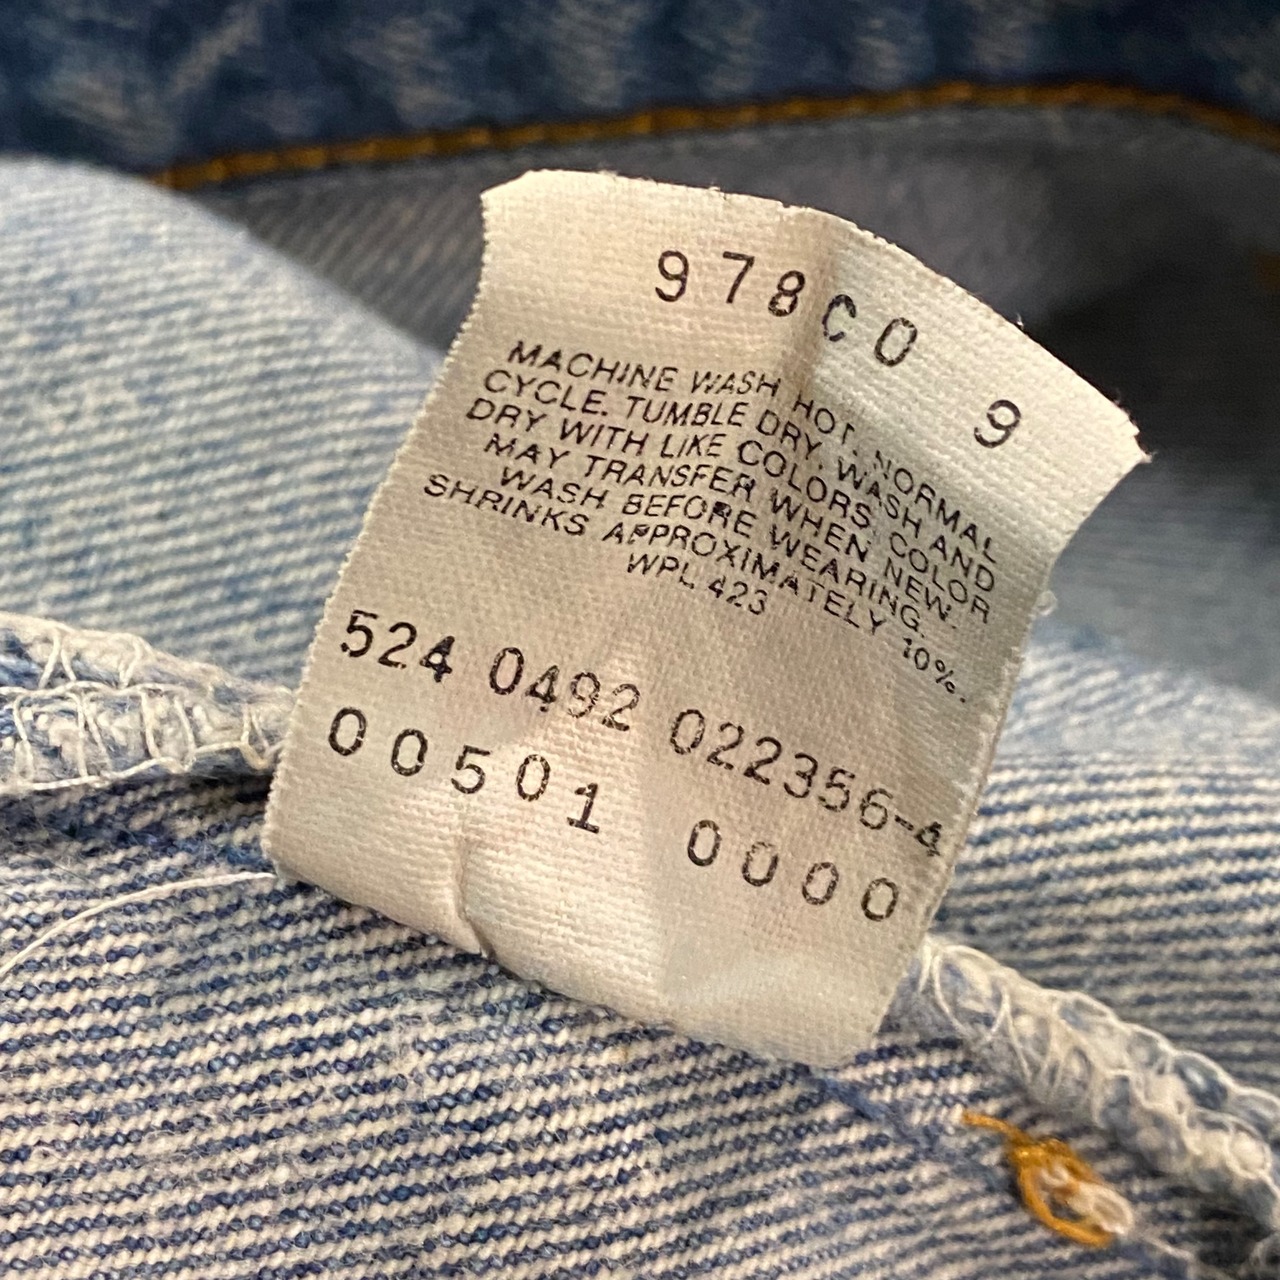 978C0
9
MACHINE WASH HOT. NORMAL
CYCLE. TUMBLE DRY. WASH AND
DRY WITH LIKE COLORS; COLOR
MAY TRANSFER WHEN NEW.
WASH BEFORE WEARING.
SHRINKS APPROXIMATELY 10%.
WPL 423
524 0492 022356-4
00501 0000